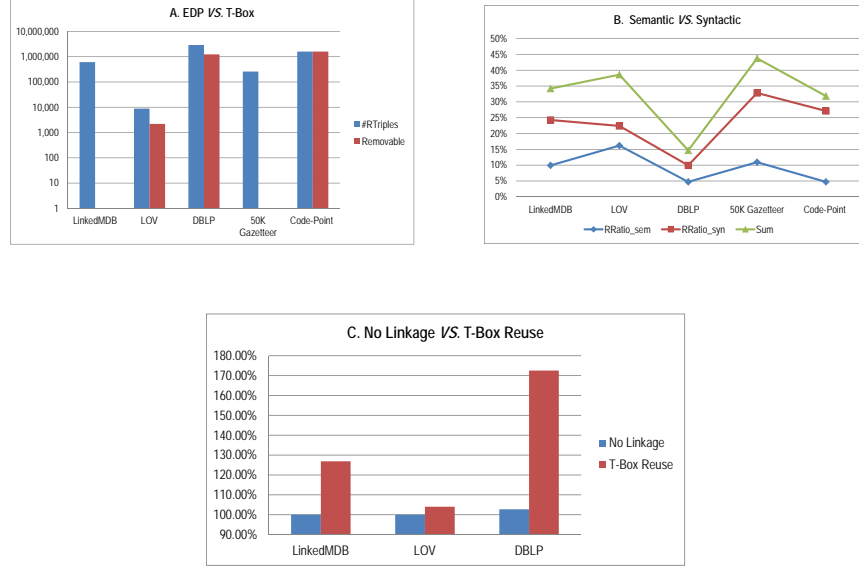 A. EDP VS. T-Box
10,000,000
1,000,000
100,000
10,000
1,000
100
10
1
LinkedMDB LOV DBLP 50K Gazetteer Code-Point
#RTriples
Removable
B. Semantic VS. Syntactic
50%
45%
40%
35%
30%
25%
20%
15%
10%
5%
0%
LinkedMDB LOV DBLP 50K Gazetteer Code-Point
RRatio_sem RRatio_syn Sum
C. No Linkage VS. T-Box Reuse
180.00%
170.00%
160.00%
150.00%
140.00%
130.00%
120.00%
110.00%
100.00%
90.00%
LinkedMDB LOV DBLP
No Linkage
T-Box Reuse